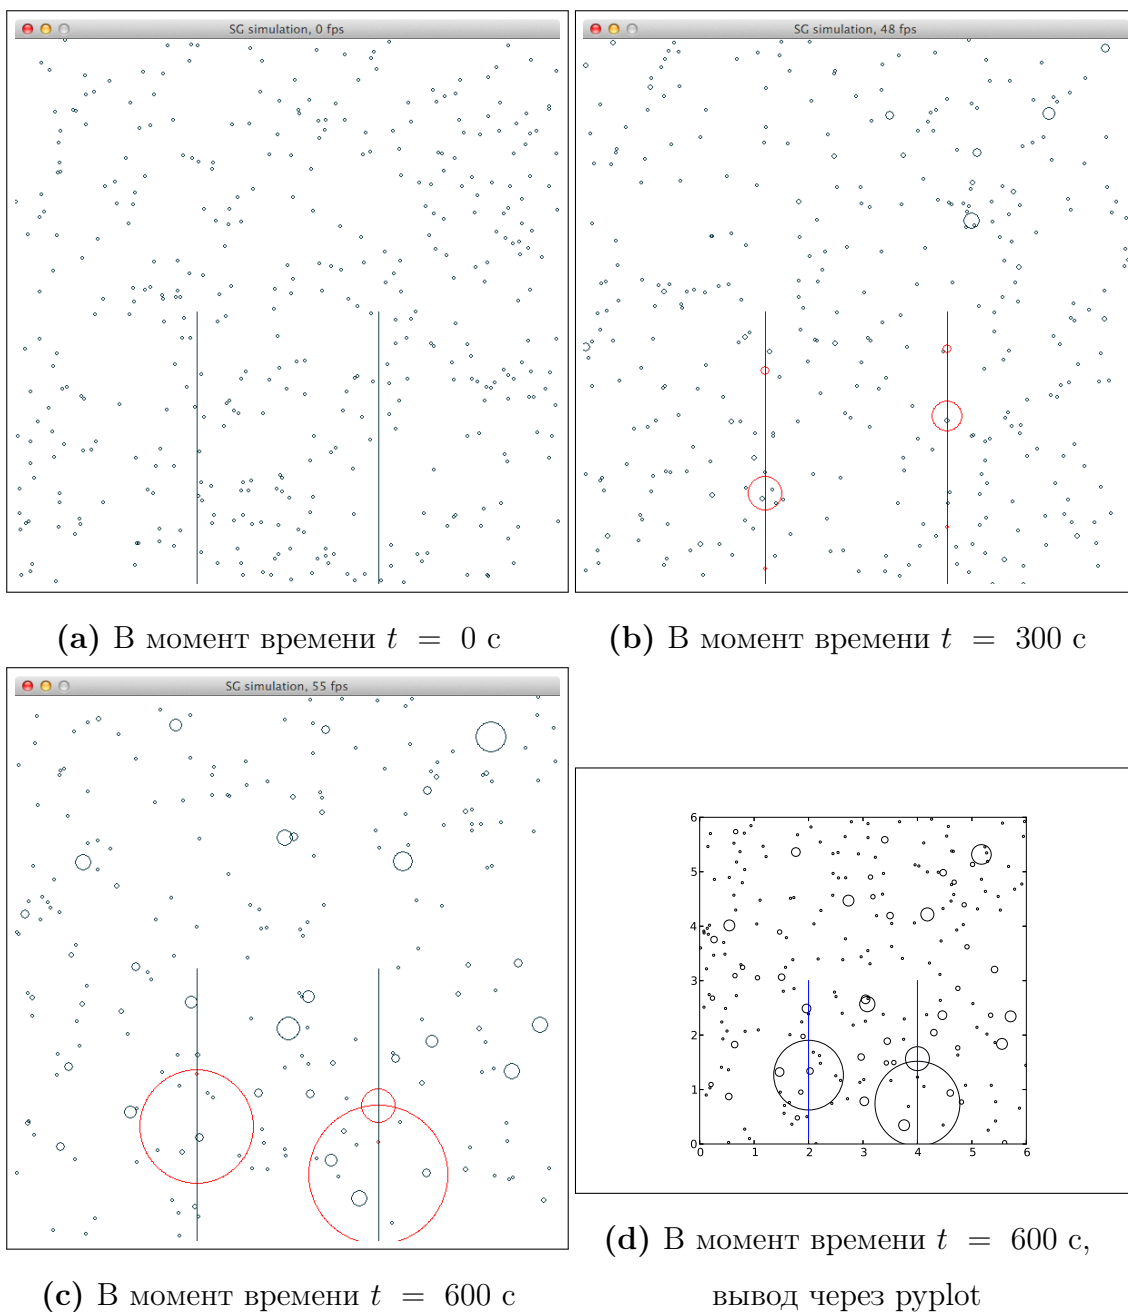 SG simulation, 0 fps
SG simulation, 48 fps
(a) В момент времени t = 0 с
(b) В момент времени t = 300 с
SG simulation, 55 fps
6
5
4
3
2
1
0
0 1 2 3 4 5 6
(c) В момент времени t = 600 с
(d) В момент времени t = 600 с,
вывод через pyplot